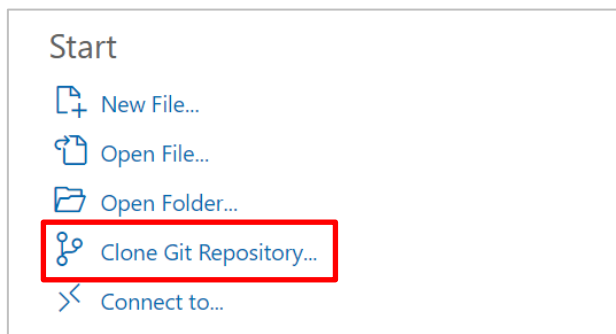 Start
New File...
Open File...
Open Folder...
Clone Git Repository...
Connect to...